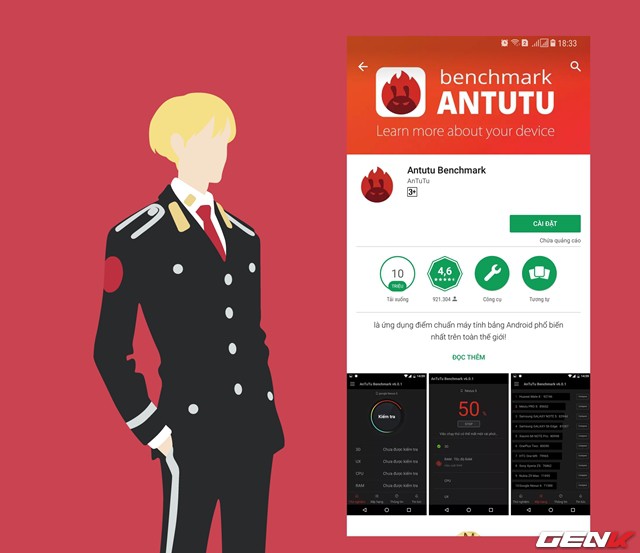 18:33
benchmark
ANTUTU
Learn more about your device
Antutu Benchmark
AnTuTu
3+
CÀI ĐẶT
Chứa quảng cáo
10
TRIỆU
4,6
Tải xuống
921.304
Công cụ
Tương tự
là ứng dụng điểm chuẩn máy tính bảng Android phổ biến
nhất trên toàn thế giới!
ĐỌC THÊM
AnTuTu Benchmark v6.0.1
Kiểm tra
3D Chưa được kiểm tra
UX Chưa được kiểm tra
CPU Chưa được kiểm tra
RAM Chưa được kiểm tra
AnTuTu Benchmark v6.0.1
50%
STOP
3D
CPU
UX
AnTuTu Benchmark v6.0.1
GENK